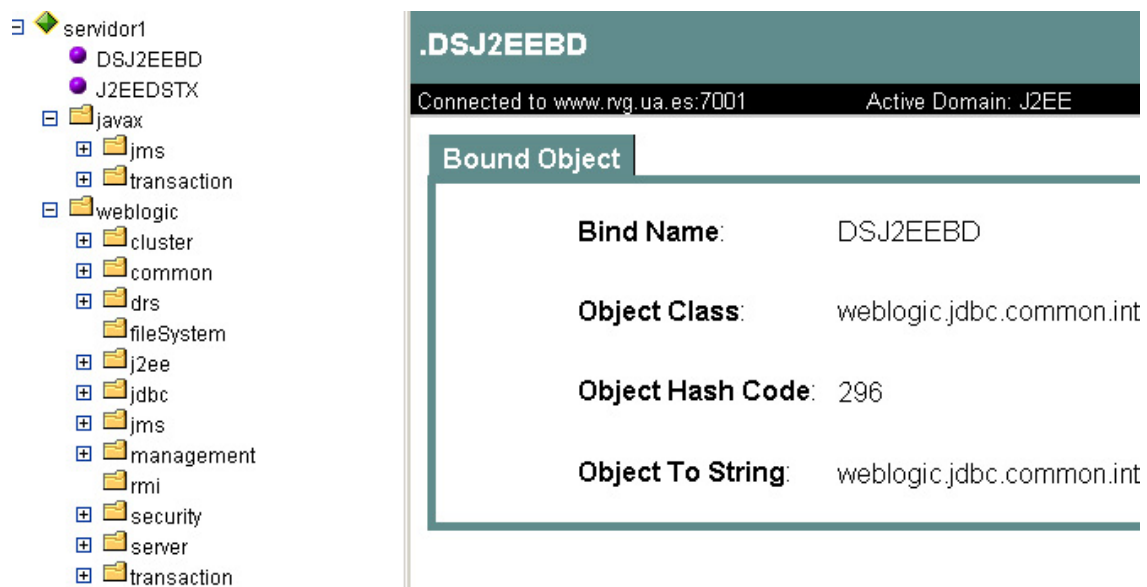 servidor1
DSJ2EEBD
J2EEDSTX
javax
jms
transaction
weblogic
cluster
common
drs
fileSystem
j2ee
jdbc
jms
management
rmi
security
server
transaction
.DSJ2EEBD
Connected to www.rvg.ua.es:7001 Active Domain: J2EE
Bound Object
Bind Name: DSJ2EEBD
Object Class: weblogic.jdbc.common.int
Object Hash Code: 296
Object To String: weblogic.jdbc.common.int